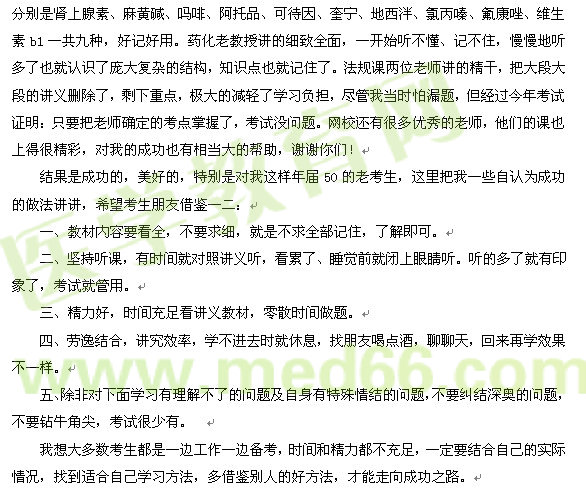 分别是肾上腺素、麻黄碱、吗啡、阿托品、可待因、奎宁、地西泮、氯丙嗪、氟康唑、维生
素 b1 一共九种，好记好用。药化老教授讲的细致全面，一开始听不懂、记不住，慢慢地听
多了也就认识了庞大复杂的结构，知识点也就记住了。法规课两位老师讲的精干，把大段大
段的讲义删除了，剩下重点，极大的减轻了学习负担，尽管我当时怕漏题，但经过今年考试
证明：只要把老师确定的考点掌握了，考试没问题。网校还有很多优秀的老师，他们的课也
上得很精彩，对我的成功也有相当大的帮助，谢谢你们！
结果是成功的，美好的，特别是对我这样年届 50 的老考生，这里把我一些自认为成功
的做法讲讲，希望考生朋友借鉴一二：
一、教材内容要看全，不要求细，就是不求全部记住，了解即可。
二、坚持听课，有时间就对照讲义听，看累了、睡觉前就闭上眼睛听。听的多了就有印
象了，考试就管用。
三、精力好，时间充足看讲义教材，零散时间做题。
四、劳逸结合，讲究效率，学不进去时就休息，找朋友喝点酒，聊聊天，回来再学效果
不一样。
五、除非对下面学习有理解不了的问题及自身有特殊情结的问题，不要纠结深奥的问题，
不要钻牛角尖，考试很少有。
我想大多数考生都是一边工作一边备考，时间和精力都不充足，一定要结合自己的实际
情况，找到适合自己学习方法，多借鉴别人的好方法，才能走向成功之路。
医学教育网
www.med66.com